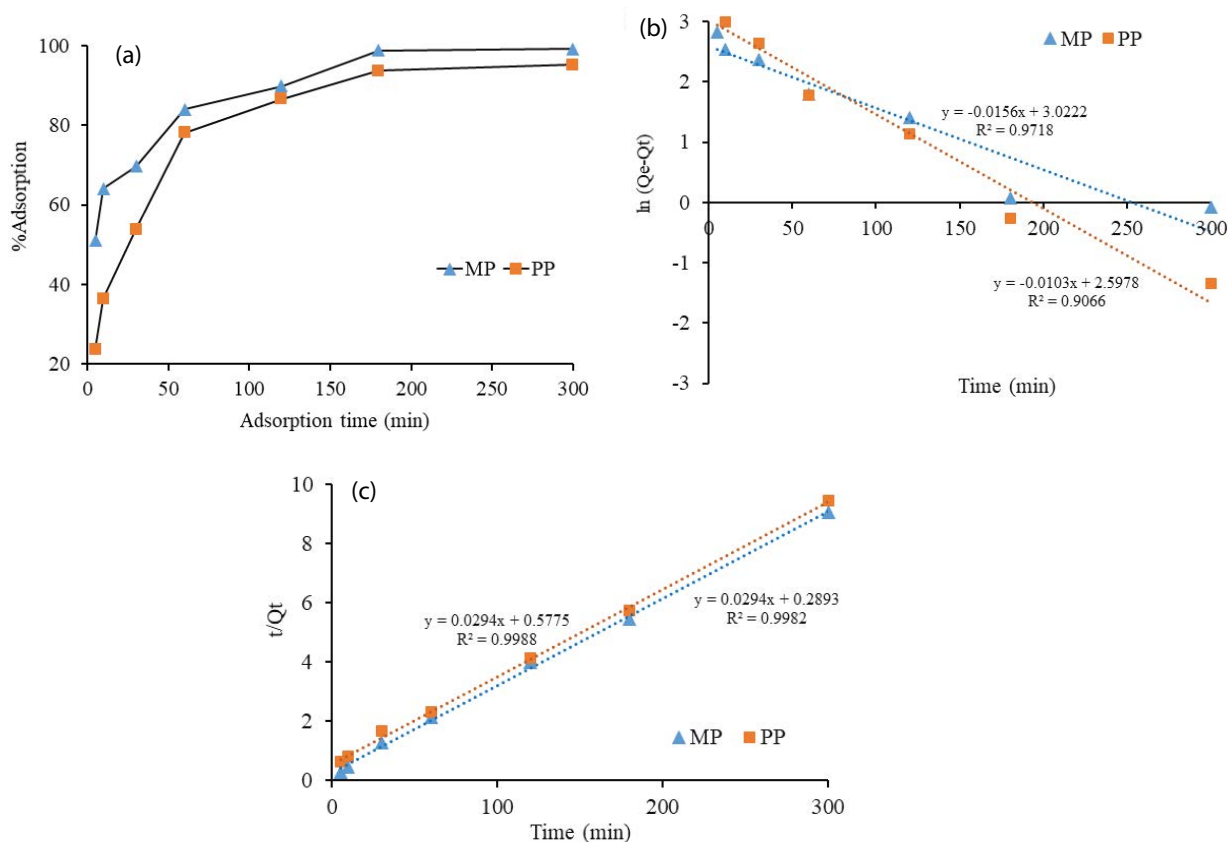 (a)
100
80
60
40
20
%Adsorption
MP PP
0 50 100 150 200 250 300
Adsorption time (min)
(b)
MP PP
3
2
1
0
-1
-2
-3
ln (Qe-Qt)
y = -0.0156x + 3.0222
R² = 0.9718
0 50 100 150 200 250 300
y = -0.0103x + 2.5978
R² = 0.9066
Time (min)
(c)
10
8
6
4
2
0
t/Qt
y = 0.0294x + 0.5775
R² = 0.9988
y = 0.0294x + 0.2893
R² = 0.9982
MP PP
0 100 200 300
Time (min)